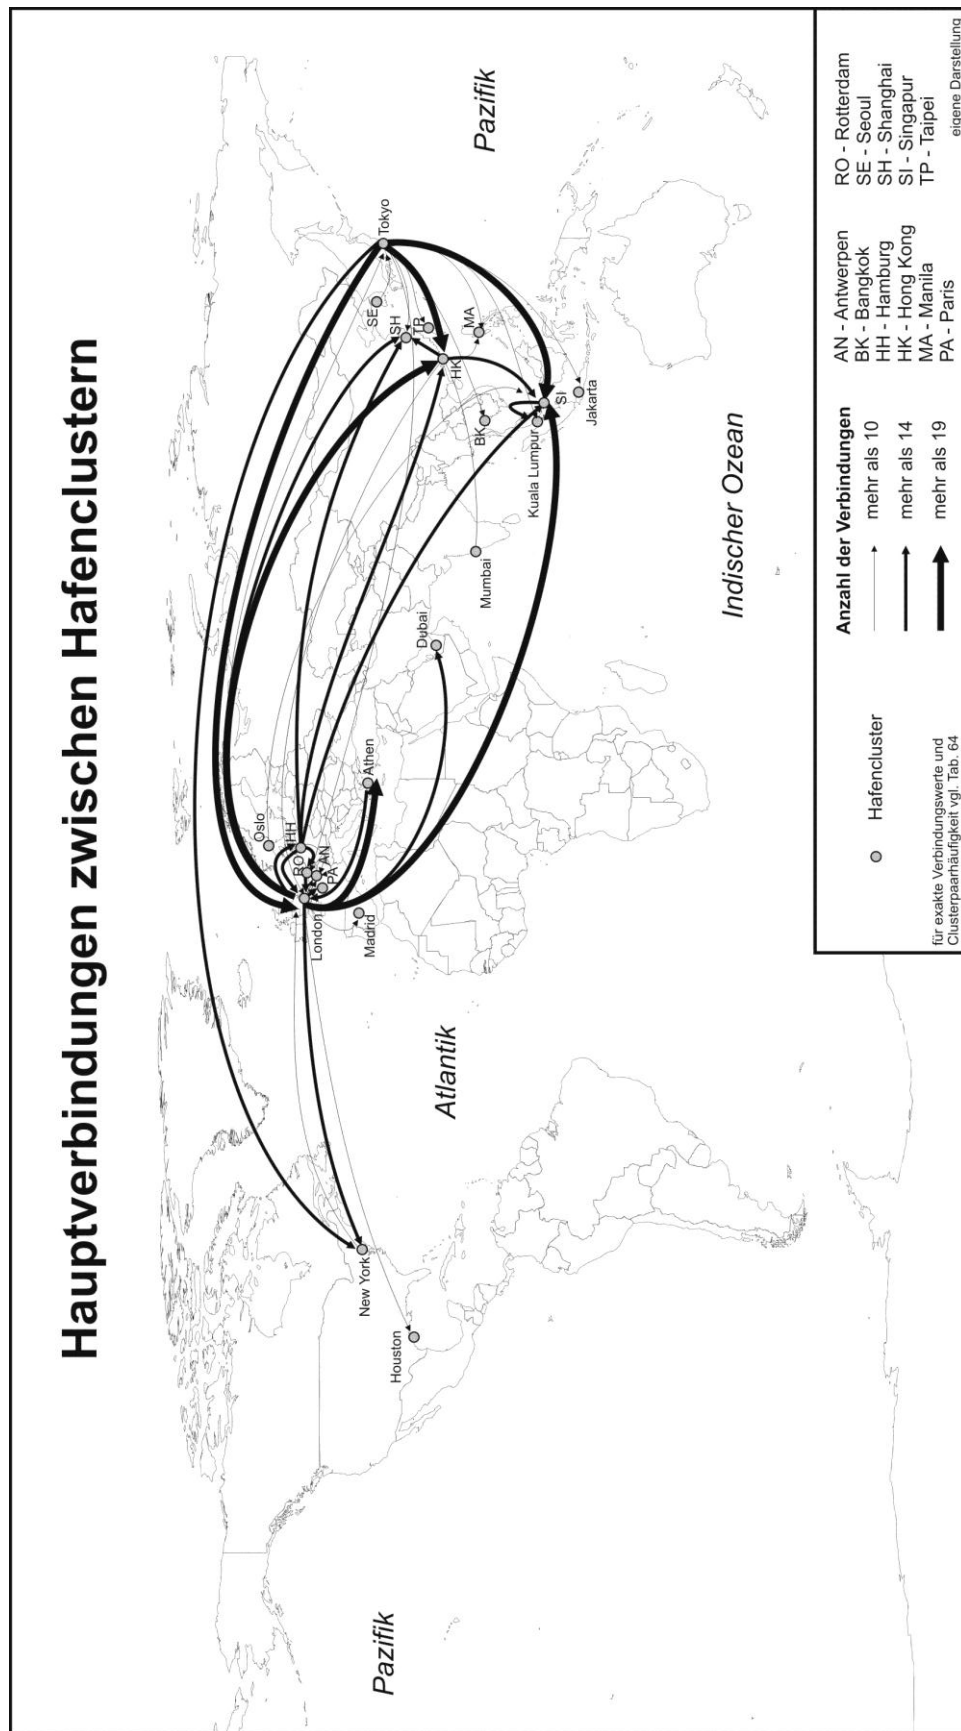 Hauptverbindungen zwischen Hafenclustern
Pazifik
Atlantik
Indischer Ozean
Pazifik
Houston
New York
London
Madrid
Oslo
HH
RO
AN
PA
Athen
Dubai
Mumbai
Kuala Lumpur
BK
SI
Jakarta
HK
MA
TP
SH
SE
Tokyo
Hafencluster
für exakte Verbindungswerte und
Clusterpaarhäufigkeit vgl. Tab. 64
Anzahl der Verbindungen
mehr als 10
mehr als 14
mehr als 19
AN - Antwerpen
BK - Bangkok
HH - Hamburg
HK - Hong Kong
MA - Manila
PA - Paris
RO - Rotterdam
SE - Seoul
SH - Shanghai
SI - Singapur
TP - Taipei
eigene Darstellung